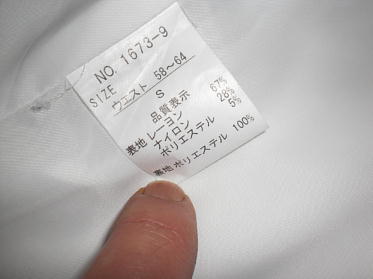 NO. 1673-9
SIZE
ウエスト 58～64
S
品質表示
表地 レーヨン 67%
ナイロン 28%
ポリエステル 5%
裏地 ポリエステル 100%